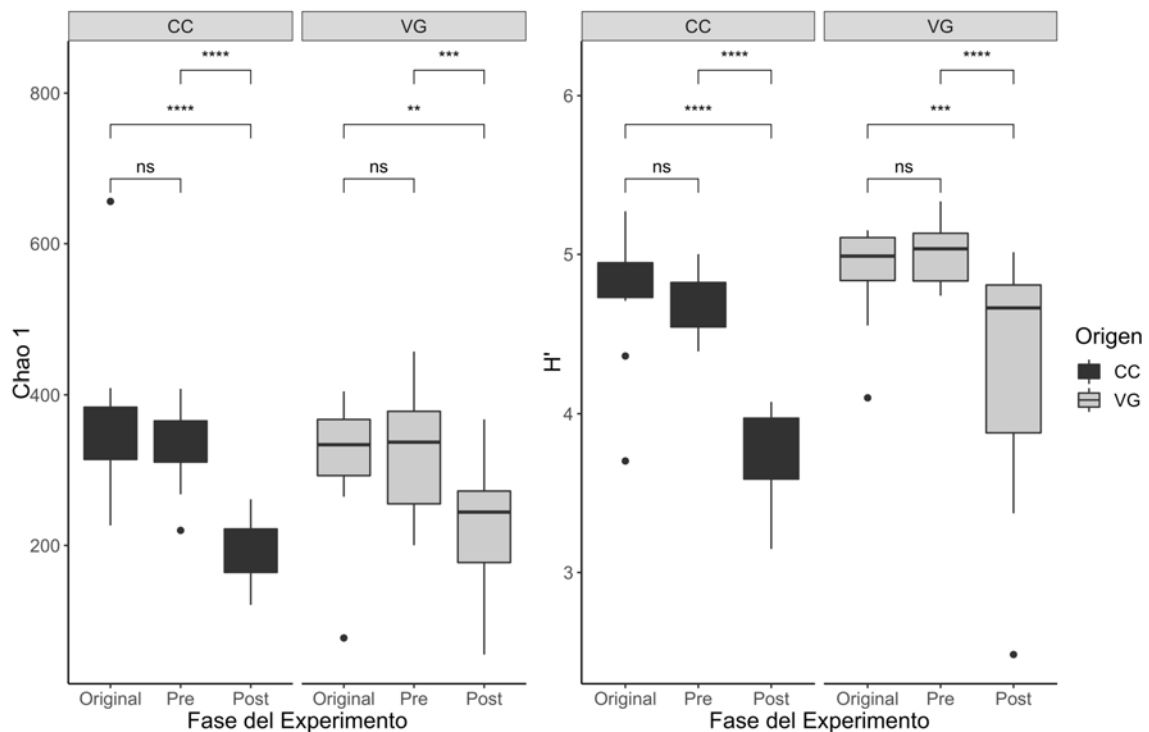 CC
VG
****
***
****
**
ns
ns
800
600
400
200
Chao 1
Original
Pre
Post
Original
Pre
Post
Fase del Experimento
CC
VG
****
****
****
***
ns
ns
6
5
4
3
H'
Original
Pre
Post
Original
Pre
Post
Fase del Experimento
Origen
CC
VG